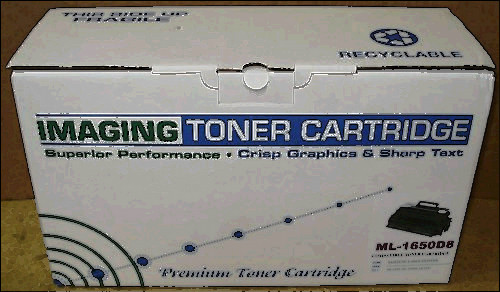 THIS SIDE UP
FRAGILE
RECYCLABLE
IMAGING TONER CARTRIDGE
Superior Performance • Crisp Graphics & Sharp Text
ML-1650D8
Premium Toner Cartridge